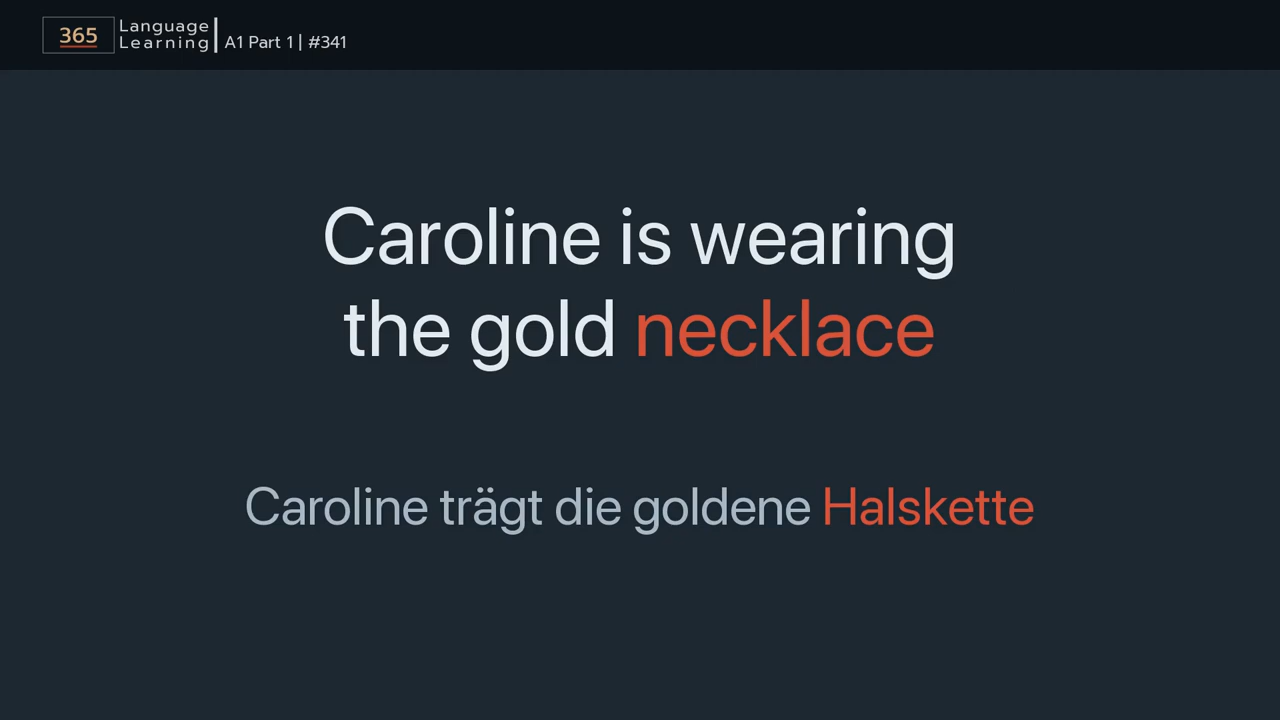 365
Language
Learning
A1 Part 1 | #341
Caroline is wearing
the gold necklace
Caroline trägt die goldene Halskette